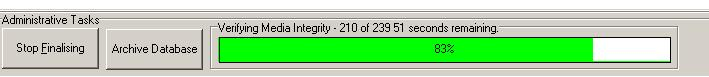 Administrative Tasks
Verifying Media Integrity - 210 of 239 51 seconds remaining.
Stop Finalising
Archive Database
83%